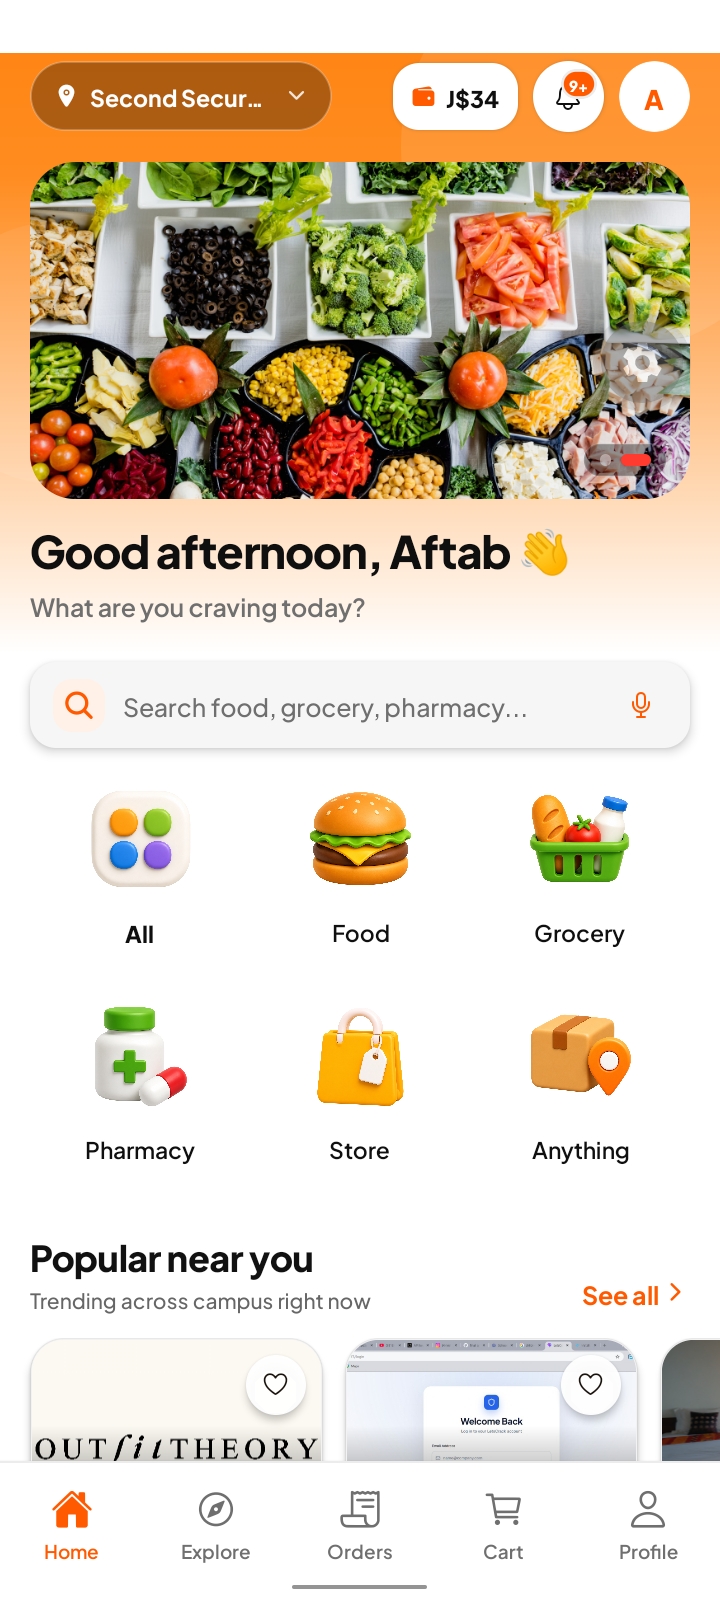 Second Secur...
J$34
9+
A
Good afternoon, Aftab 👋
What are you craving today?
Search food, grocery, pharmacy...
All
Food
Grocery
Pharmacy
Store
Anything
Popular near you
Trending across campus right now
See all
OUTfitTHEORY
Welcome Back
Home
Explore
Orders
Cart
Profile